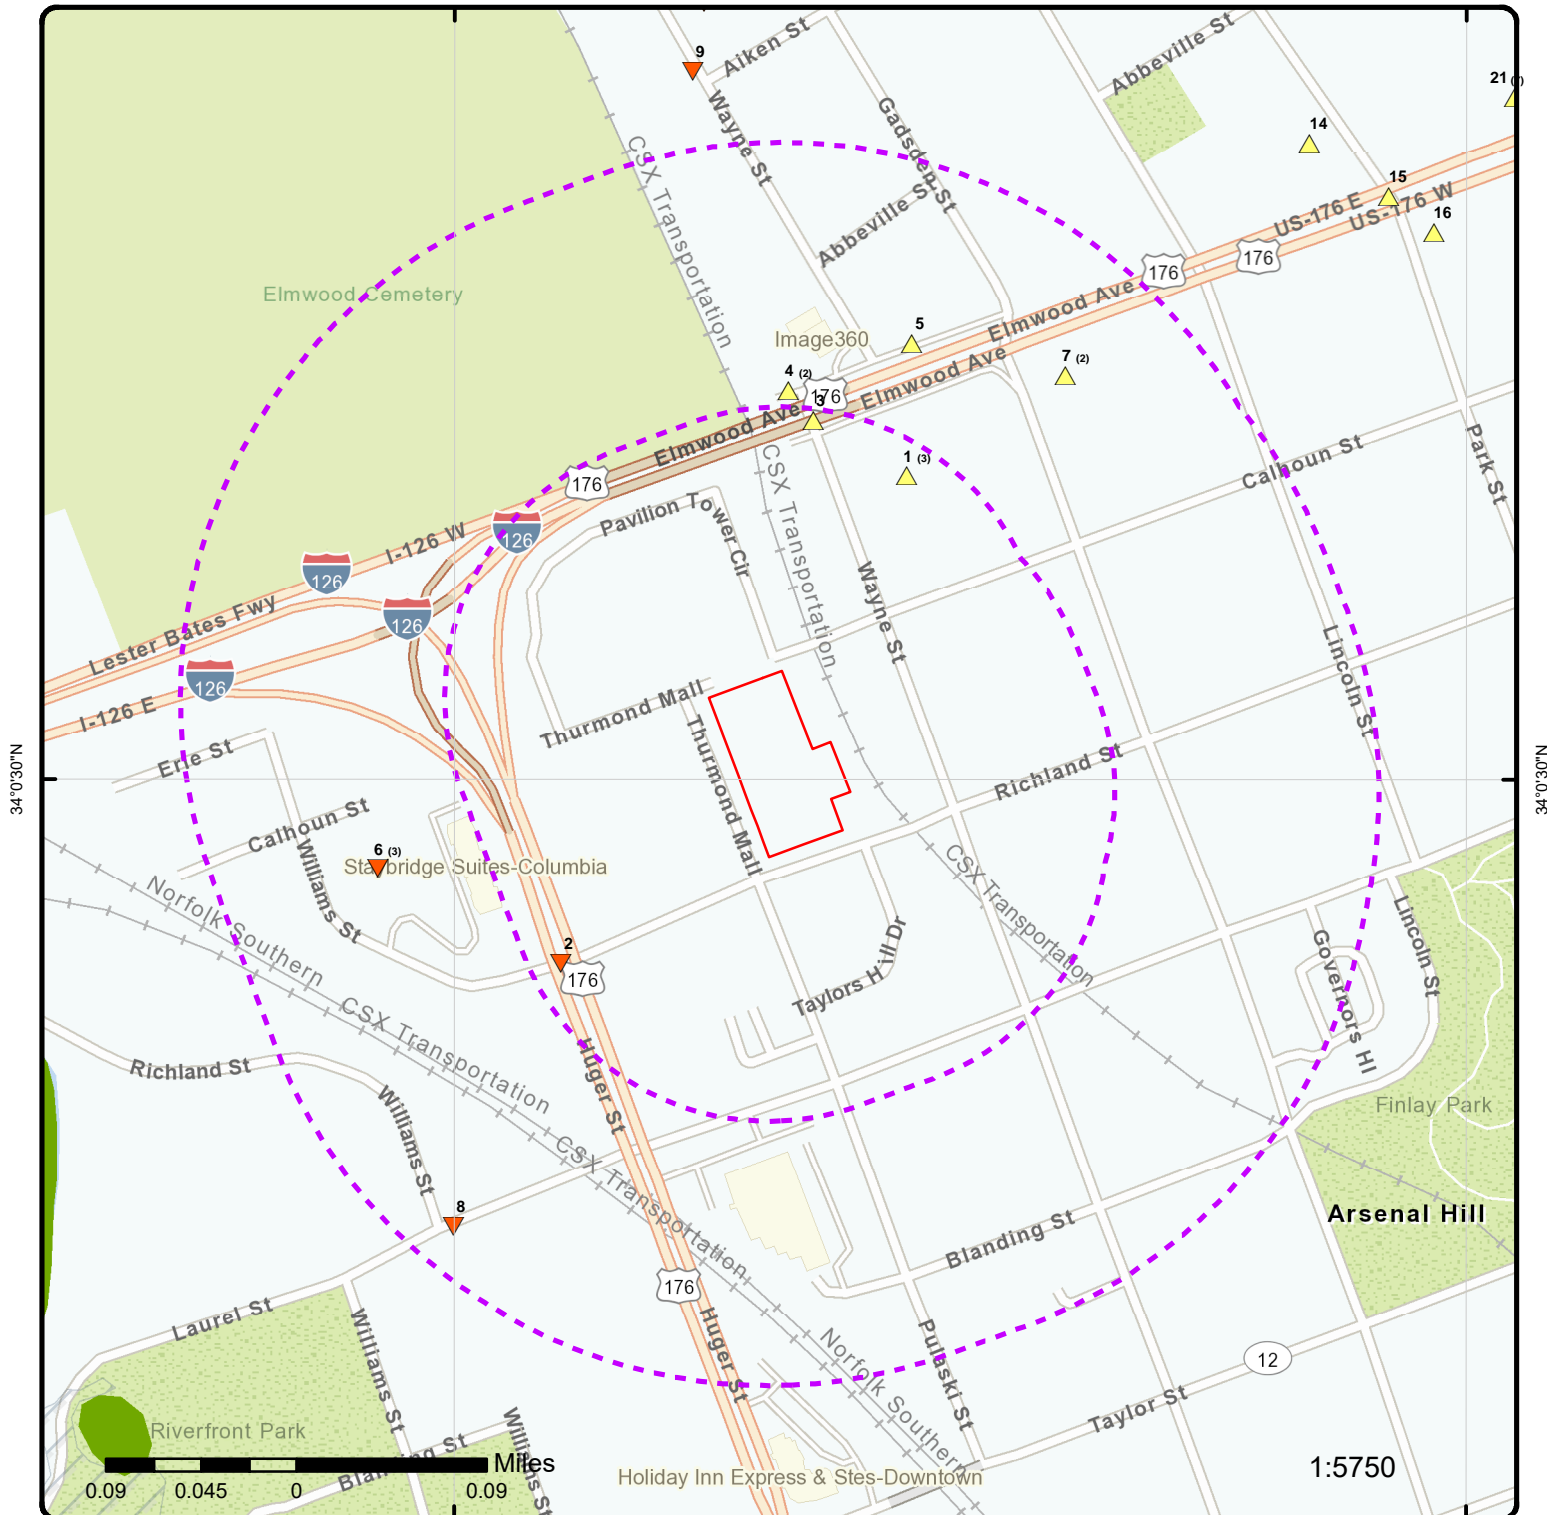 9
Aiken St
Abbeville St
21
14
Wayne St
Gadsden St
CSX Transportation
15
US-176 E
US-176 W
16
Abbeville S
176
176
Elmwood Cemetery
Elmwood Ave
5
Image360
7 (2)
4 (2)
176
3
Elmwood Ave
Elmwood Ave
1 (3)
Park St
Calhoun St
176
CSX Transportation
Pavilion Tower Cir
126
I-126 W
126
Wayne St
126
Lester Bates Fwy
126
Lincoln St
I-126 E
Thurmond Mall
Thurmond Mall
Erie St
Richland St
34°0'30"N
34°0'30"N
Calhoun St
6 (3)
Staybridge Suites-Columbia
Williams St
CSX Transportation
Norfolk Southern
2
176
Taylors Hill Dr
Lincoln St
Governors Hl
CSX Transportation
Richland St
Huger St
Williams St
Finlay Park
CSX Transportation
8
Arsenal Hill
Blanding St
176
Laurel St
Williams St
Huger St
Pulaski St
Norfolk Southern
12
Taylor St
Riverfront Park
Williams St
Blanding St
Miles
0.09 0.045 0 0.09
Holiday Inn Express & Stes-Downtown
1:5750